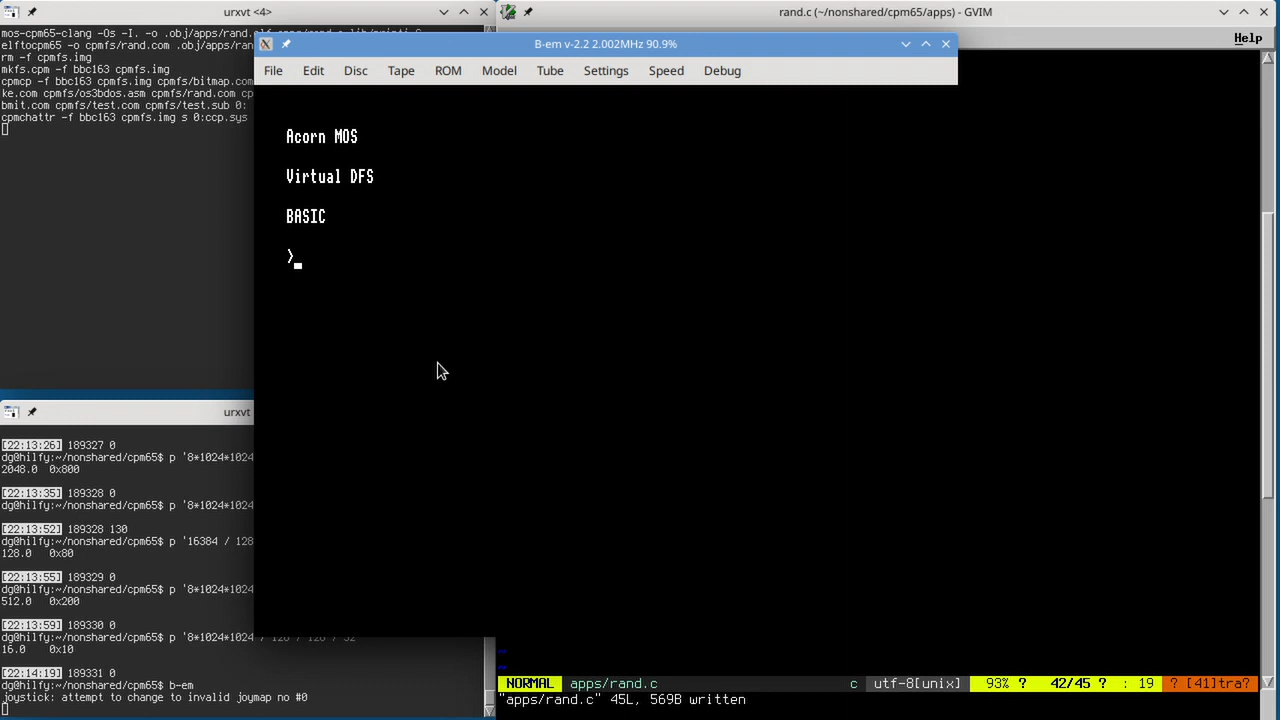 urxvt <4>
mos-cpm65-clang -Os -I. -o .obj/apps/rand.elf apps/rand.c lib/printi.S
elftocpm65 -o cpmfs/rand.com .obj/apps/ran
rm -f cpmfs.img
mkfs.cpm -f bbc163 cpmfs.img
cpmcp -f bbc163 cpmfs.img cpmfs/bitmap.com
ke.com cpmfs/os3bdos.asm cpmfs/rand.com cp
bmit.com cpmfs/test.com cpmfs/test.sub 0:
cpmchattr -f bbc163 cpmfs.img s 0:ccp.sys
rand.c (~/nonshared/cpm65/apps) - GVIM
Help
B-em v-2.2 2.002MHz 90.9%
File Edit Disc Tape ROM Model Tube Settings Speed Debug
Acorn MOS
Virtual DFS
BASIC
>_
urxvt
[22:13:26] 189327 0
dg@hilfy:~/nonshared/cpm65$ p '8*1024*1024
2048.0 0x800
[22:13:35] 189328 0
dg@hilfy:~/nonshared/cpm65$ p '8*1024*1024
[22:13:52] 189328 130
dg@hilfy:~/nonshared/cpm65$ p '16384 / 128
128.0 0x80
[22:13:55] 189329 0
dg@hilfy:~/nonshared/cpm65$ p '8*1024*1024
512.0 0x200
[22:13:59] 189330 0
dg@hilfy:~/nonshared/cpm65$ p '8*1024*1024 / 128 / 128 / 32
16.0 0x10
[22:14:19] 189331 0
dg@hilfy:~/nonshared/cpm65$ b-em
joystick: attempt to change to invalid joymap no #0
~
~
NORMAL apps/rand.c c utf-8[unix] 93% ? 42/45 ? : 19 ? [41]tra?
"apps/rand.c" 45L, 569B written